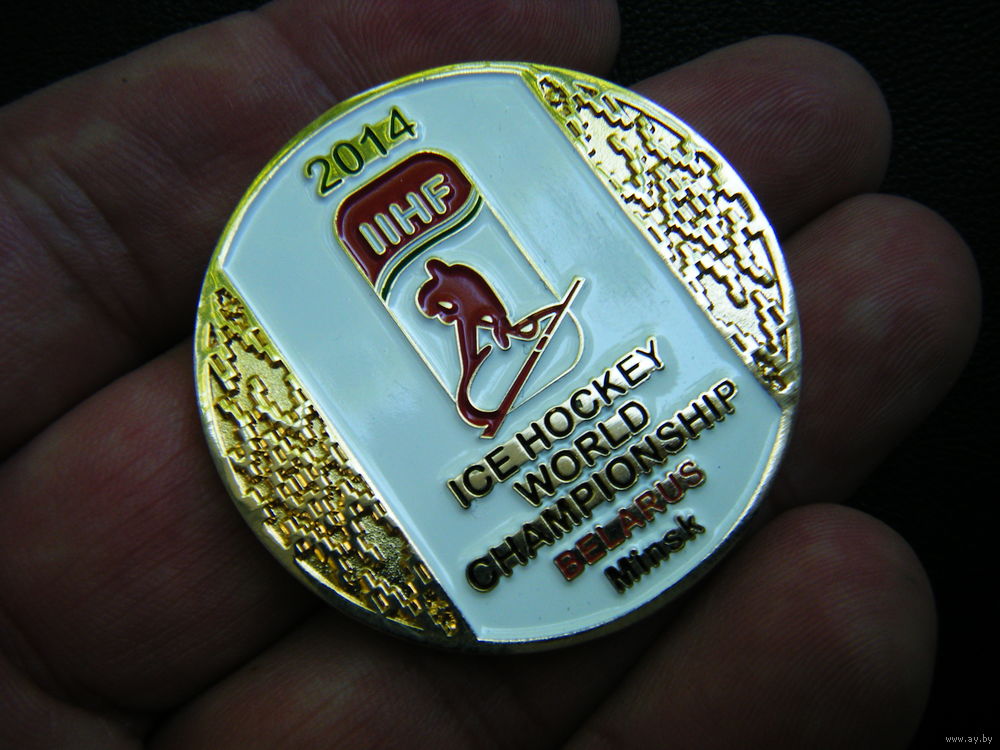 2014
IIHF
ICE HOCKEY
WORLD
CHAMPIONSHIP
BELARUS
Minsk
www.ay.by